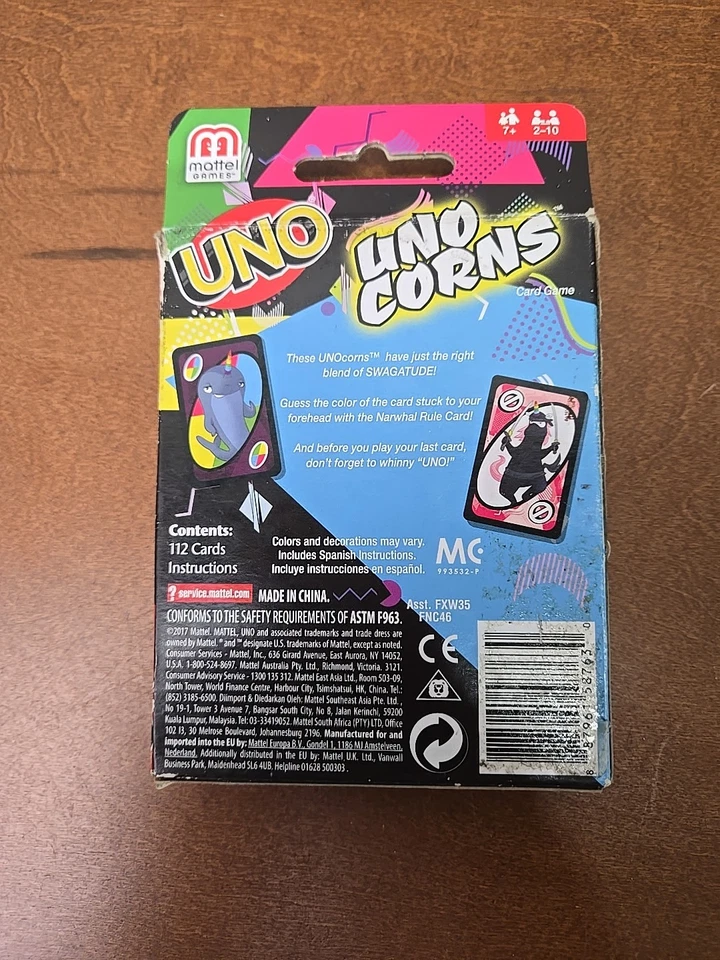 mattel
GAMES™
7+
2-10
UNO
UNO
CORNS™
Card Game
These UNOcorns™ have just the right
blend of SWAGATUDE!
Guess the color of the card stuck to your
forehead with the Narwhal Rule Card!
And before you play your last card,
don't forget to whinny "UNO!"
Contents:
112 Cards
Instructions
Colors and decorations may vary.
Includes Spanish Instructions.
Incluye instrucciones en español.
MC
993532-P
? service.mattel.com MADE IN CHINA.
Asst. FXW35
FNC46
CONFORMS TO THE SAFETY REQUIREMENTS OF ASTM F963.
©2017 Mattel. MATTEL, UNO and associated trademarks and trade dress are
owned by Mattel. ® and ™ designate U.S. trademarks of Mattel, except as noted.
Consumer Services - Mattel, Inc., 636 Girard Avenue, East Aurora, NY 14052,
U.S.A. 1-800-524-8697. Mattel Australia Pty. Ltd., Richmond, Victoria. 3121.
Consumer Advisory Service - 1300 135 312. Mattel East Asia Ltd., Room 503-09,
North Tower, World Finance Centre, Harbour City, Tsimshatsui, HK, China. Tel.:
(852) 3185-6500. Diimport & Diedarkan Oleh: Mattel Southeast Asia Pte. Ltd.,
No 19-1, Tower 3 Avenue 7, Bangsar South City, No 8, Jalan Kerinchi, 59200
Kuala Lumpur, Malaysia. Tel: 03-33419052. Mattel South Africa (PTY) LTD, Office
102 I3, 30 Melrose Boulevard, Johannesburg 2196. Manufactured for and
imported into the EU by: Mattel Europa B.V., Gondel 1, 1186 MJ Amstelveen,
Nederland. Additionally distributed in the EU by: Mattel U.K. Ltd., Vanwall
Business Park, Maidenhead SL6 4UB. Helpline 01628 500303.
CE